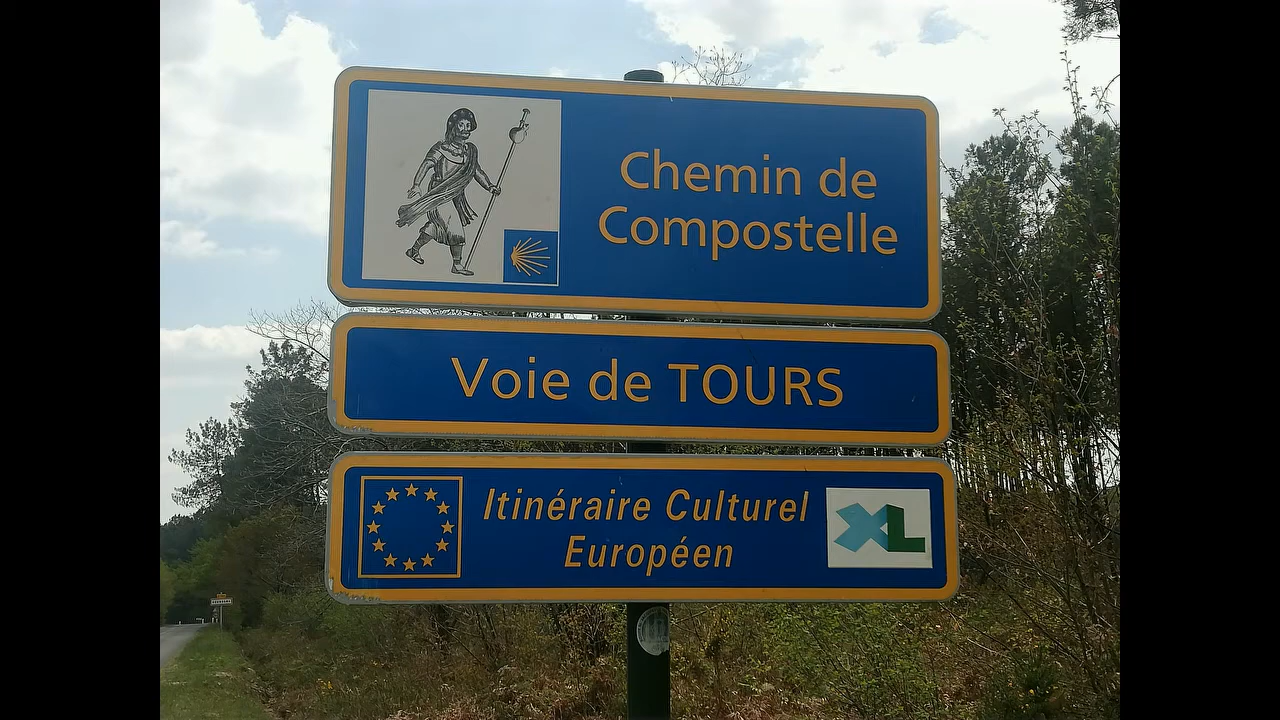 Chemin de
Compostelle
Voie de TOURS
Itinéraire Culturel
Européen
XL